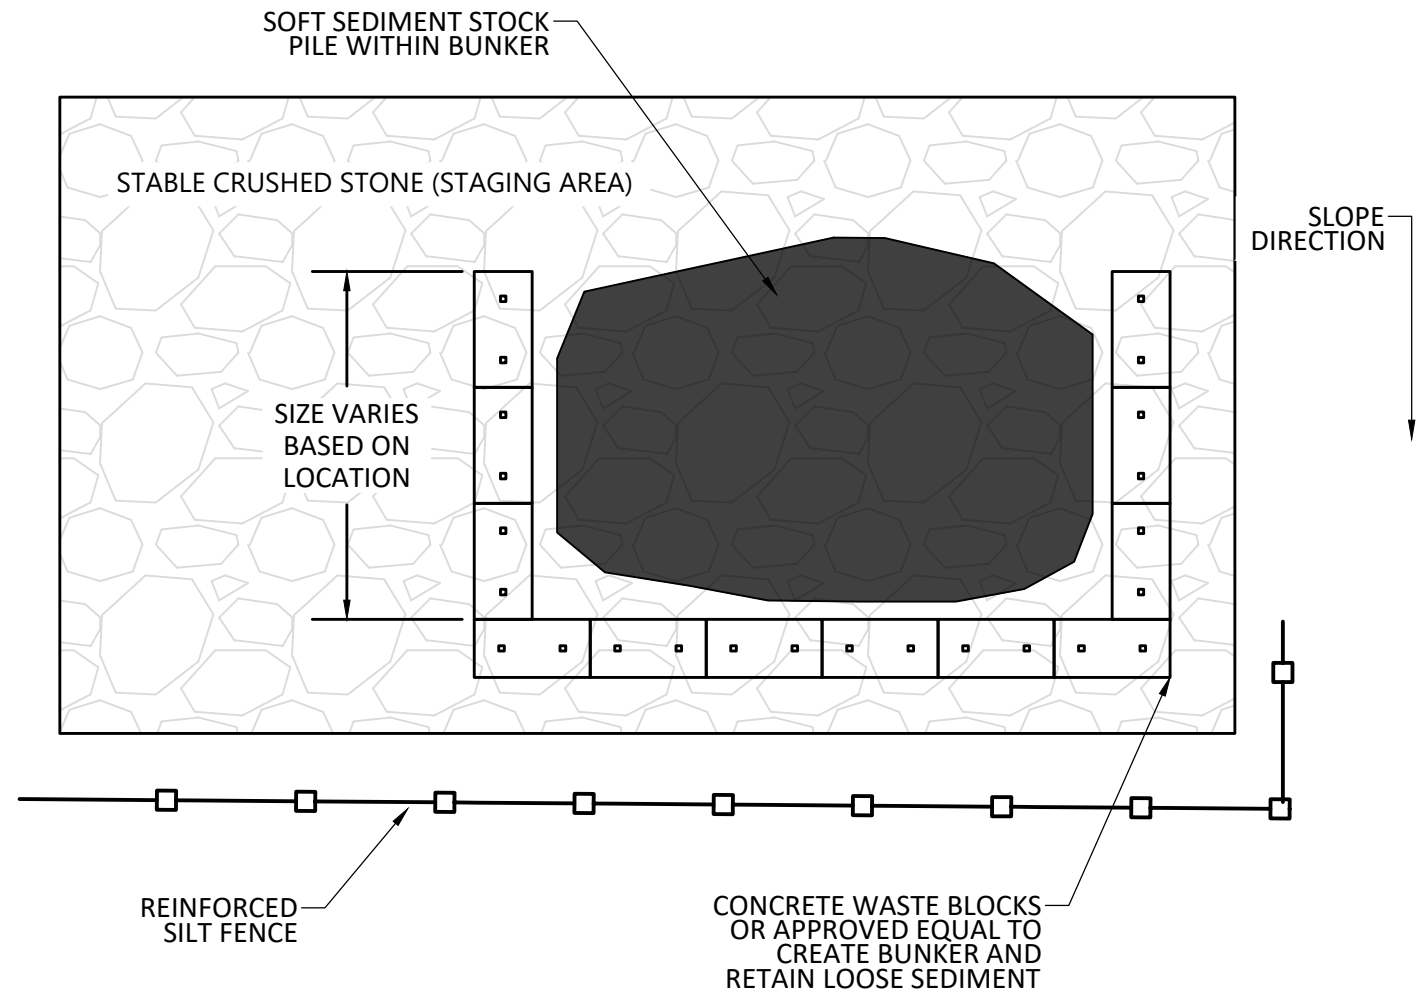 SOFT SEDIMENT STOCK
PILE WITHIN BUNKER
STABLE CRUSHED STONE (STAGING AREA)
SLOPE
DIRECTION
SIZE VARIES
BASED ON
LOCATION
REINFORCED
SILT FENCE
CONCRETE WASTE BLOCKS
OR APPROVED EQUAL TO
CREATE BUNKER AND
RETAIN LOOSE SEDIMENT